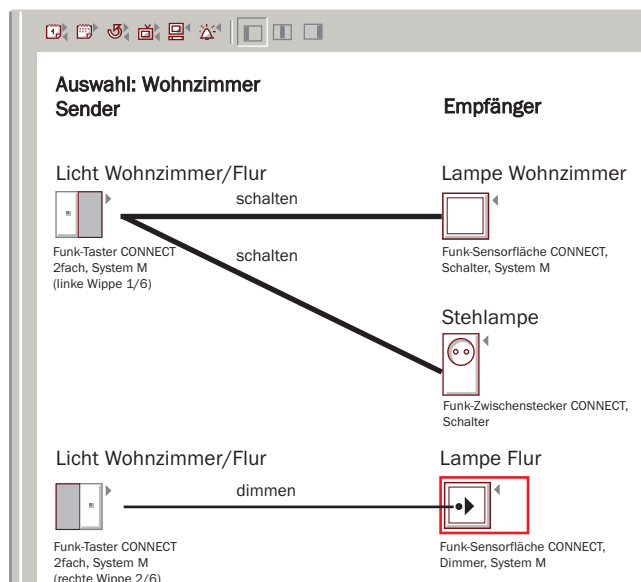 Auswahl: Wohnzimmer
Sender
Empfänger
Licht Wohnzimmer/Flur
Lampe Wohnzimmer
schalten
Funk-Taster CONNECT
2fach, System M
(linke Wippe 1/6)
schalten
Funk-Sensorfläche CONNECT,
Schalter, System M
Stehlampe
Funk-Zwischenstecker CONNECT,
Schalter
Licht Wohnzimmer/Flur
Lampe Flur
dimmen
Funk-Taster CONNECT
2fach, System M
(rechte Wippe 2/6)
Funk-Sensorfläche CONNECT,
Dimmer, System M